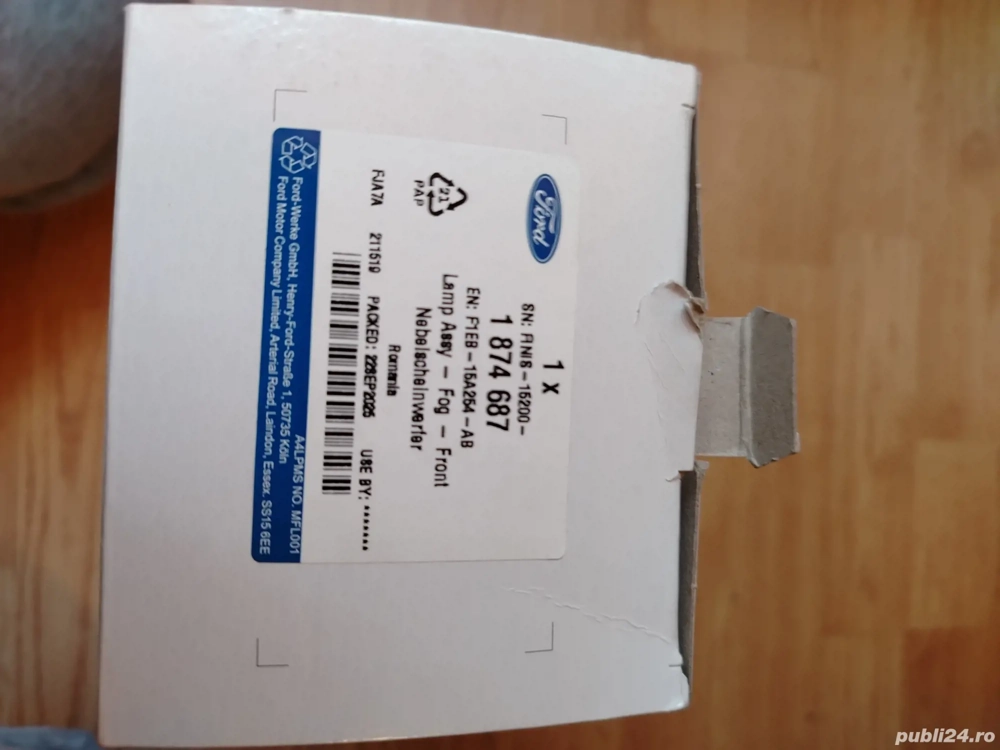 Ford
1 X
SN: FINIS-15200-
1 874 687
EN: F1EB-15A254-AB
Lamp Assy - Fog - Front
Nebelscheinwerfer
21
PAP
Romania
FJA7A 211519 PACKED: 22SEP2025 USE BY: *******
A4LPMS NO. MFL001
Ford-Werke GmbH, Henry-Ford-Straße 1, 50735 Köln
Ford Motor Company Limited, Arterial Road, Laindon, Essex. SS15 6EE
publi24.ro